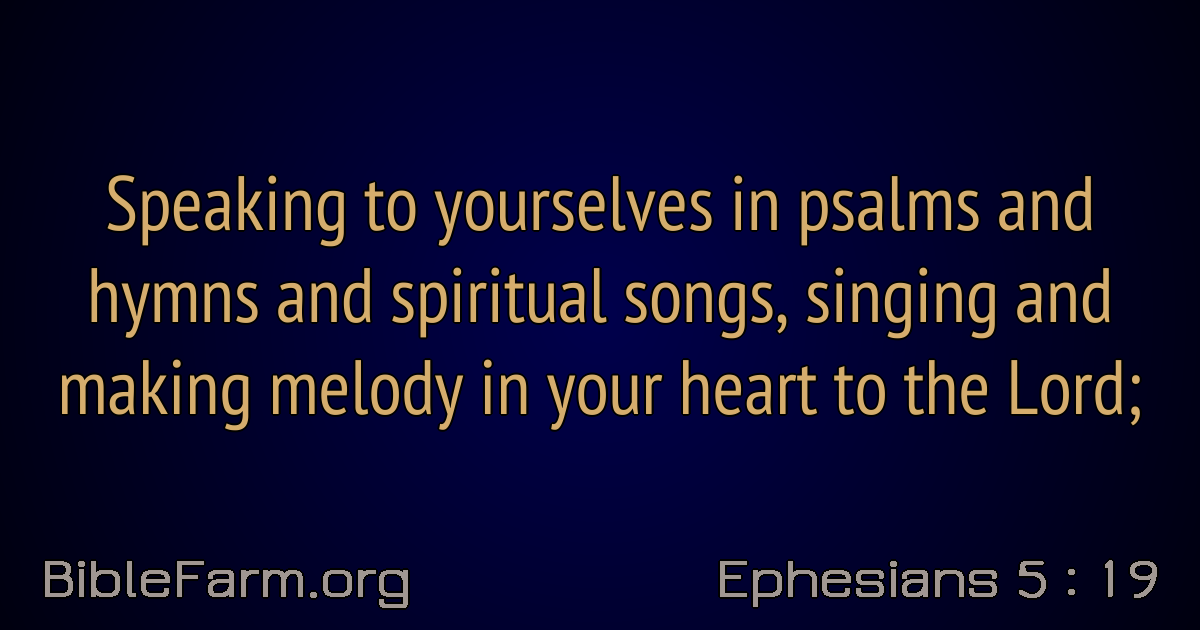 Speaking to yourselves in psalms and
hymns and spiritual songs, singing and
making melody in your heart to the Lord;
BibleFarm.org
Ephesians 5 : 19